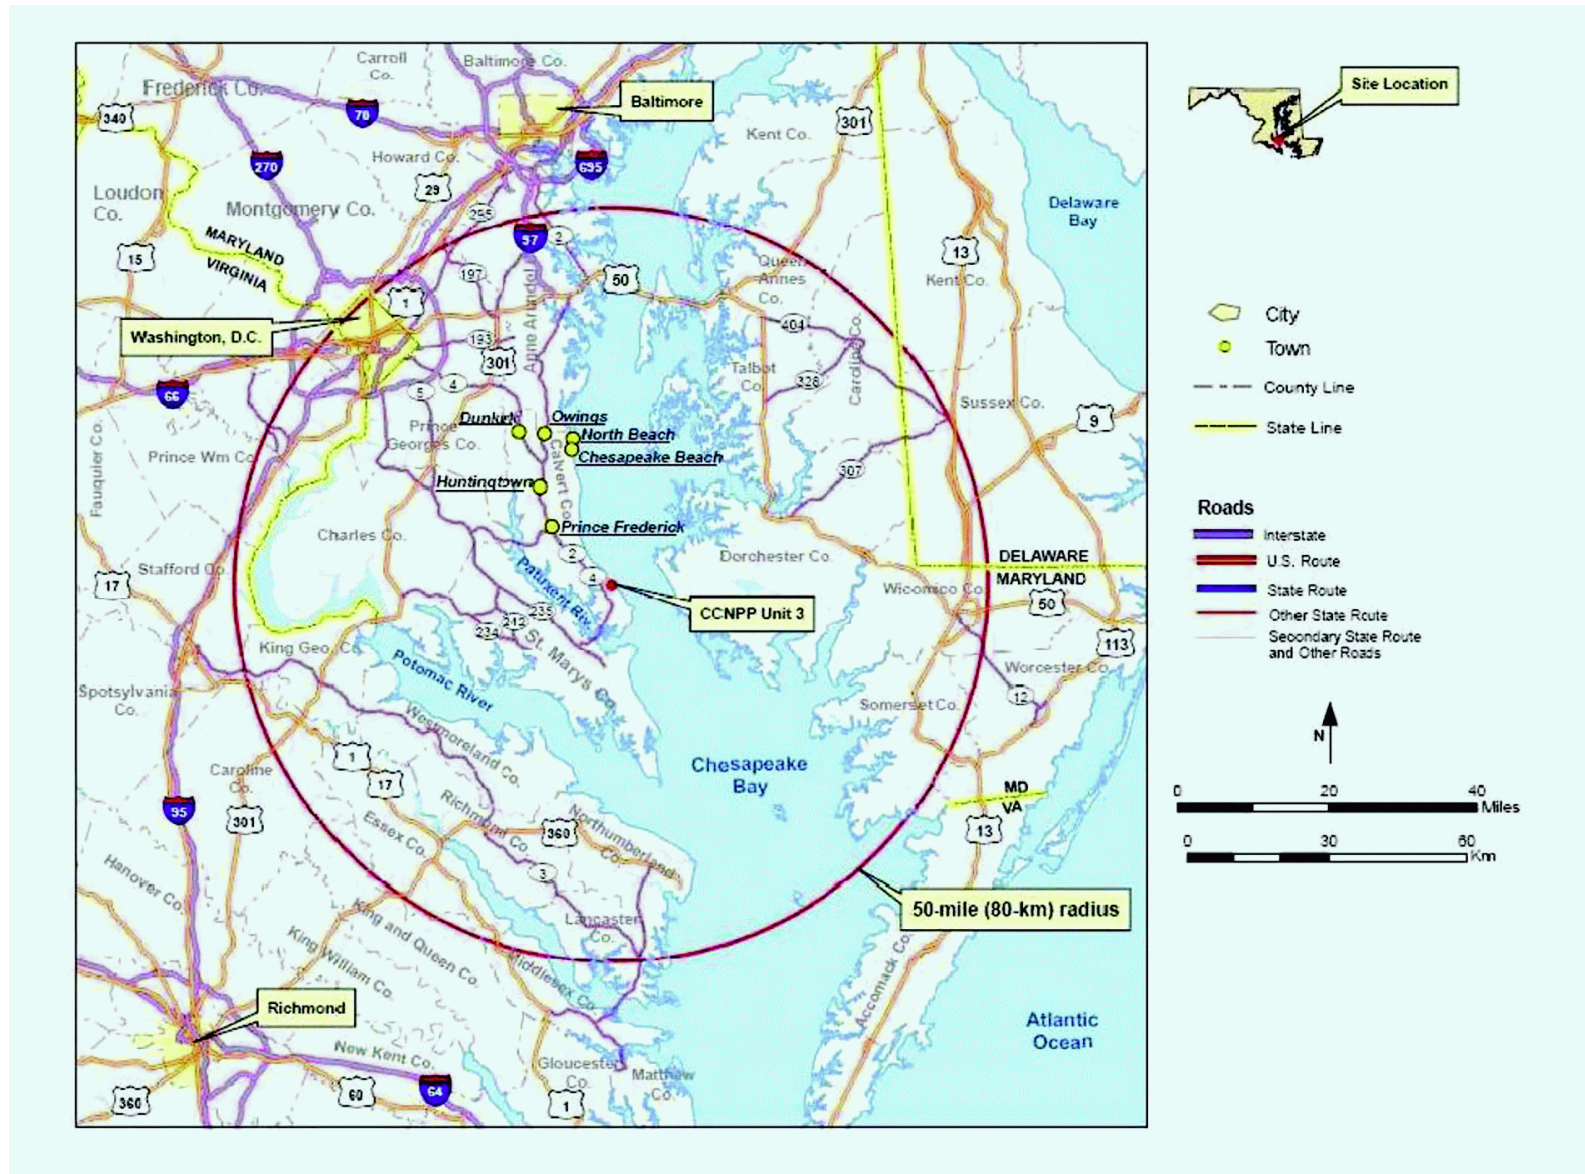 Carroll
Co.
Baltimore Co.
Frederick Co.
Baltimore
Site Location
340
70
301
Kent Co.
Howard Co.
270
695
29
Loudon
Co.
Montgomery Co.
295
Delaware
Bay
MARYLAND
VIRGINIA
97
2
15
13
Queen
Annes
Co.
197
50
Kent Co.
1
Anne Arundel
City
Washington, D.C.
193
404
Town
301
Caroline Co.
Talbot
Co.
328
66
5
4
County Line
Sussex Co.
9
Dunkirk
Owings
State Line
Prince
Georges Co.
North Beach
Fauquier Co.
Prince Wm Co.
Chesapeake Beach
Calvert Co.
307
Huntingtown
Roads
Prince Frederick
Interstate
Charles Co.
2
Dorchester Co.
DELAWARE
MARYLAND
U.S. Route
Stafford Co.
17
4
Patuxent Riv.
Wicomico Co.
State Route
50
CCNPP Unit 3
235
242
234
Other State Route
113
Secondary State Route
and Other Roads
King Geo. Co.
St. Marys Co.
Potomac River
Worcester Co.
Spotsylvania
Co.
12
Somerset Co.
Westmoreland Co.
N
1
Chesapeake
Bay
Caroline
Co.
17
MD
VA
0 20 40
Miles
95
301
Richmond Co.
Essex Co.
360
Northumberland
Co.
13
0 30 60
Km
3
Hanover Co.
50-mile (80-km) radius
King and Queen Co.
Lancaster
Co.
King William Co.
Middlesex Co.
Accomack Co.
Richmond
Atlantic
Ocean
New Kent Co.
Gloucester
Co.
Matthew
Co.
360
60
64
1